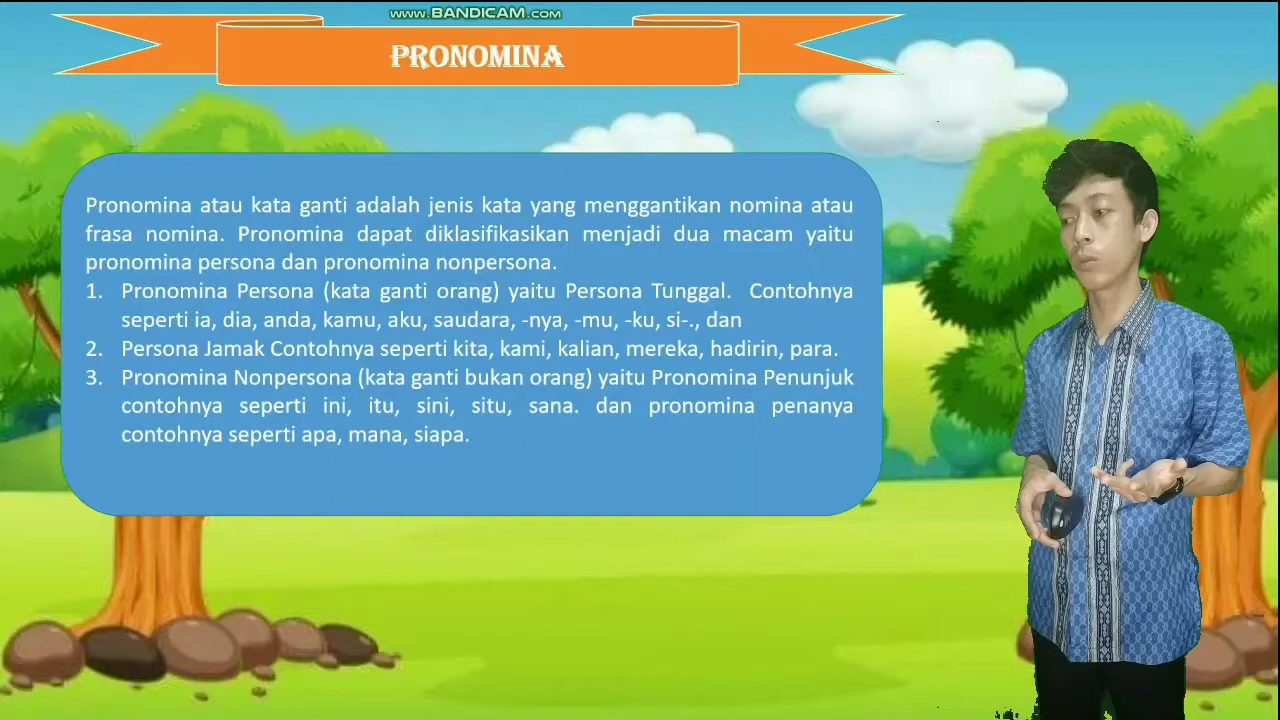 www.BANDICAM.com
PRONOMINA
Pronomina atau kata ganti adalah jenis kata yang menggantikan nomina atau
frasa nomina. Pronomina dapat diklasifikasikan menjadi dua macam yaitu
pronomina persona dan pronomina nonpersona.
1. Pronomina Persona (kata ganti orang) yaitu Persona Tunggal. Contohnya
seperti ia, dia, anda, kamu, aku, saudara, -nya, -mu, -ku, si-., dan
2. Persona Jamak Contohnya seperti kita, kami, kalian, mereka, hadirin, para.
3. Pronomina Nonpersona (kata ganti bukan orang) yaitu Pronomina Penunjuk
contohnya seperti ini, itu, sini, situ, sana. dan pronomina penanya
contohnya seperti apa, mana, siapa.